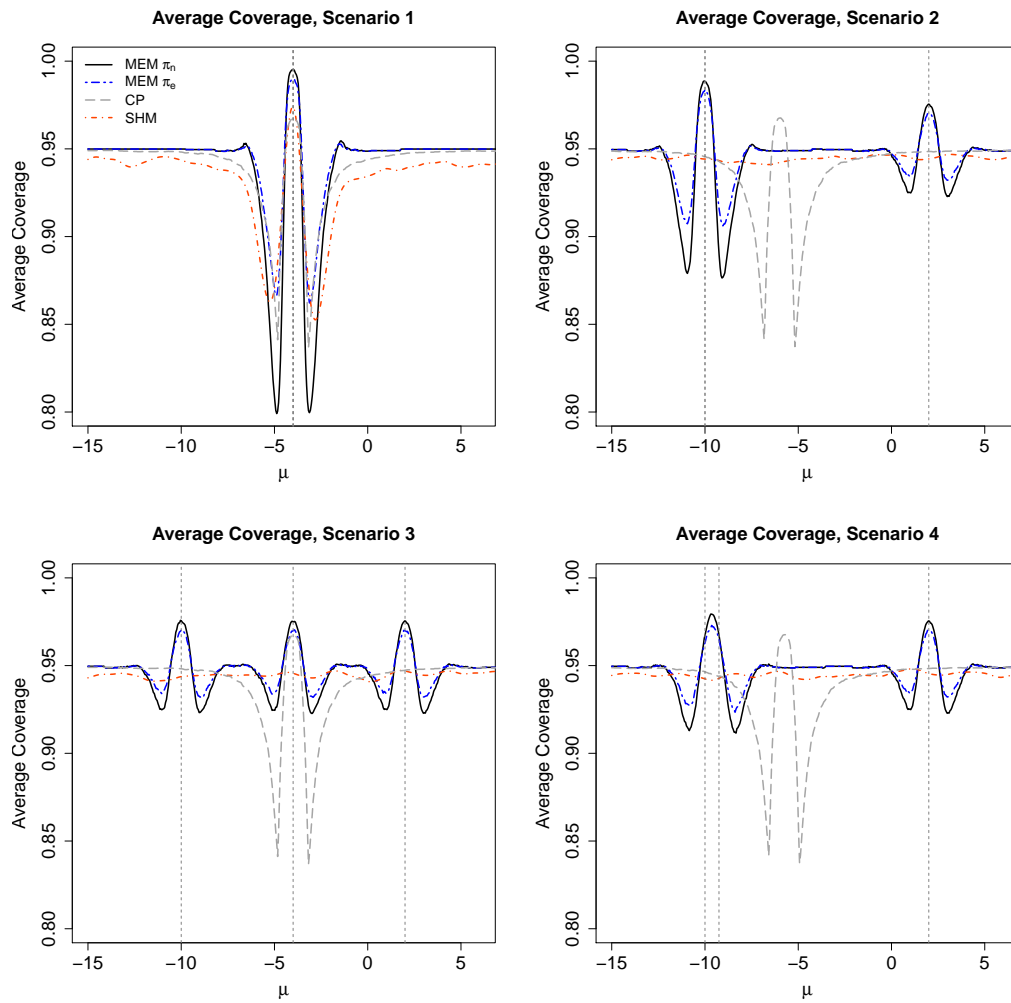 Average Coverage, Scenario 1
Average Coverage
1.00
0.95
0.90
0.85
0.80
MEM πn
MEM πe
CP
SHM
−15 −10 −5 0 5
μ
Average Coverage, Scenario 2
Average Coverage
1.00
0.95
0.90
0.85
0.80
−15 −10 −5 0 5
μ
Average Coverage, Scenario 3
Average Coverage
1.00
0.95
0.90
0.85
0.80
−15 −10 −5 0 5
μ
Average Coverage, Scenario 4
Average Coverage
1.00
0.95
0.90
0.85
0.80
−15 −10 −5 0 5
μ